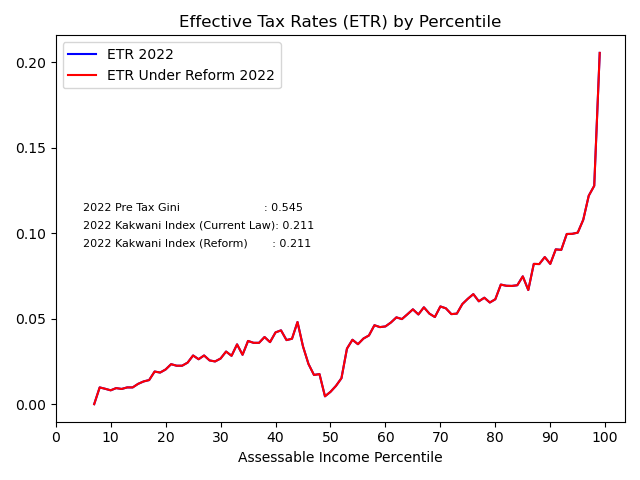 Effective Tax Rates (ETR) by Percentile
ETR 2022
ETR Under Reform 2022
0.20
0.15
0.10
0.05
0.00
2022 Pre Tax Gini : 0.545
2022 Kakwani Index (Current Law): 0.211
2022 Kakwani Index (Reform) : 0.211
0 10 20 30 40 50 60 70 80 90 100
Assessable Income Percentile